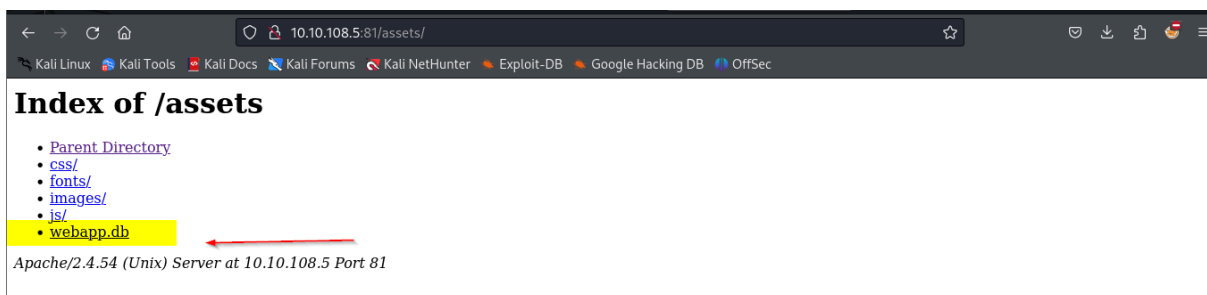 10.10.108.5:81/assets/
Kali Linux Kali Tools Kali Docs Kali Forums Kali NetHunter Exploit-DB Google Hacking DB OffSec
Index of /assets
• Parent Directory
• css/
• fonts/
• images/
• js/
• webapp.db
Apache/2.4.54 (Unix) Server at 10.10.108.5 Port 81